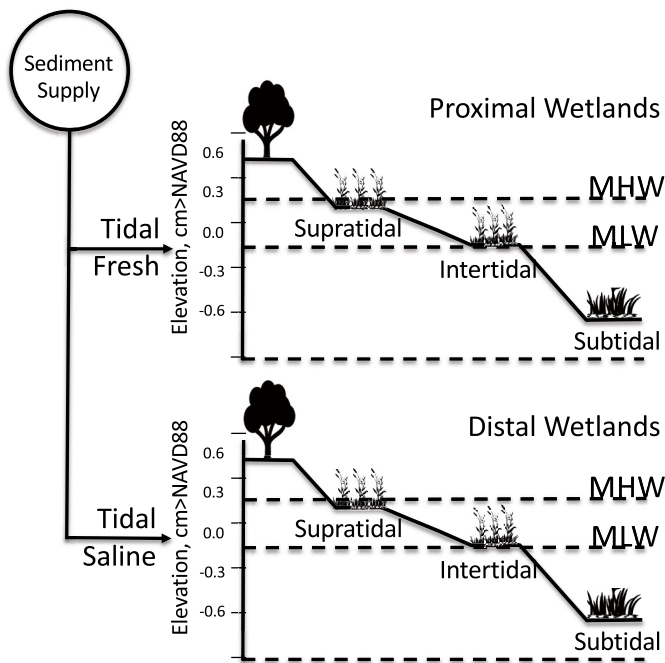 Sediment
Supply
Proximal Wetlands
Elevation, cm>NAVD88
0.6
0.3
0.0
-0.3
-0.6
MHW
MLW
Supratidal
Intertidal
Subtidal
Tidal
Fresh
Distal Wetlands
Elevation, cm>NAVD88
0.6
0.3
0.0
-0.3
-0.6
MHW
MLW
Supratidal
Intertidal
Subtidal
Tidal
Saline